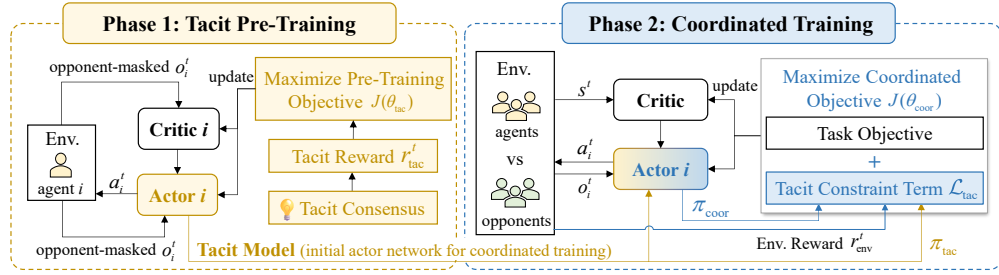 Phase 1: Tacit Pre-Training
opponent-masked o_i^t
update
Maximize Pre-Training
Objective J(θ_tac)
Critic i
Env.
agent i
a_i^t
Actor i
Tacit Reward r_tac^t
Tacit Consensus
opponent-masked o_i^t
Tacit Model (initial actor network for coordinated training)
Phase 2: Coordinated Training
Env.
agents
vs
opponents
s^t
Critic
update
a_i^t
o_i^t
Actor i
Maximize Coordinated
Objective J(θ_coor)
Task Objective
+
Tacit Constraint Term ℒ_tac
π_coor
Env. Reward r_env^t
π_tac